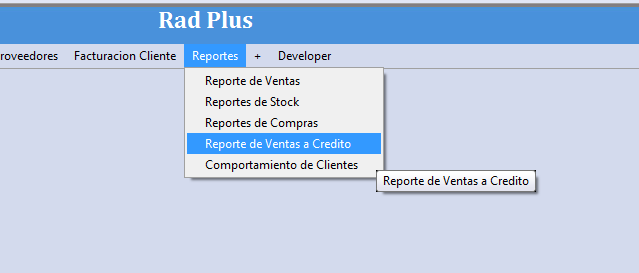 Rad Plus
roveedores Facturacion Cliente Reportes + Developer
Reporte de Ventas
Reportes de Stock
Reportes de Compras
Reporte de Ventas a Credito
Comportamiento de Clientes
Reporte de Ventas a Credito